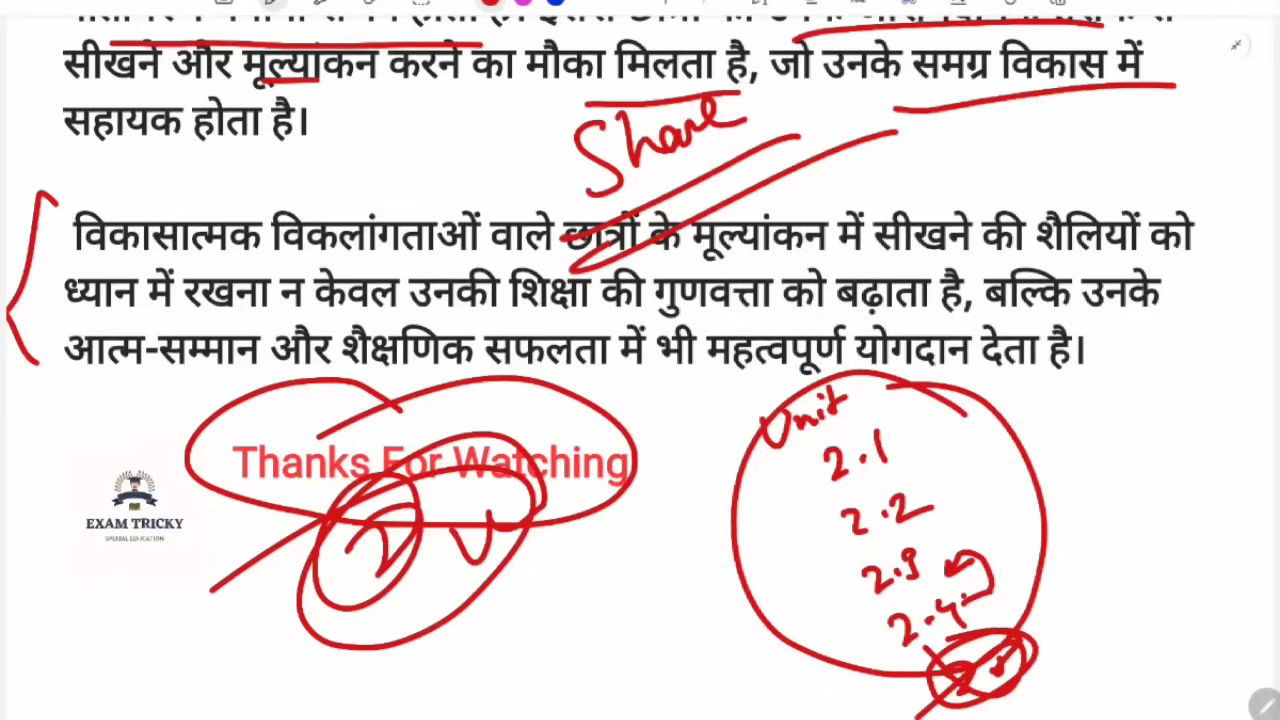 सीखने और मूल्यांकन करने का मौका मिलता है, जो उनके समग्र विकास में
सहायक होता है।
Share
विकासात्मक विकलांगताओं वाले छात्रों के मूल्यांकन में सीखने की शैलियों को
ध्यान में रखना न केवल उनकी शिक्षा की गुणवत्ता को बढ़ाता है, बल्कि उनके
आत्म-सम्मान और शैक्षणिक सफलता में भी महत्वपूर्ण योगदान देता है।
Thanks For Watching
EXAM TRICKY
SPECIAL EDUCATION
Unit
2.1
2.2
2.3
2.4